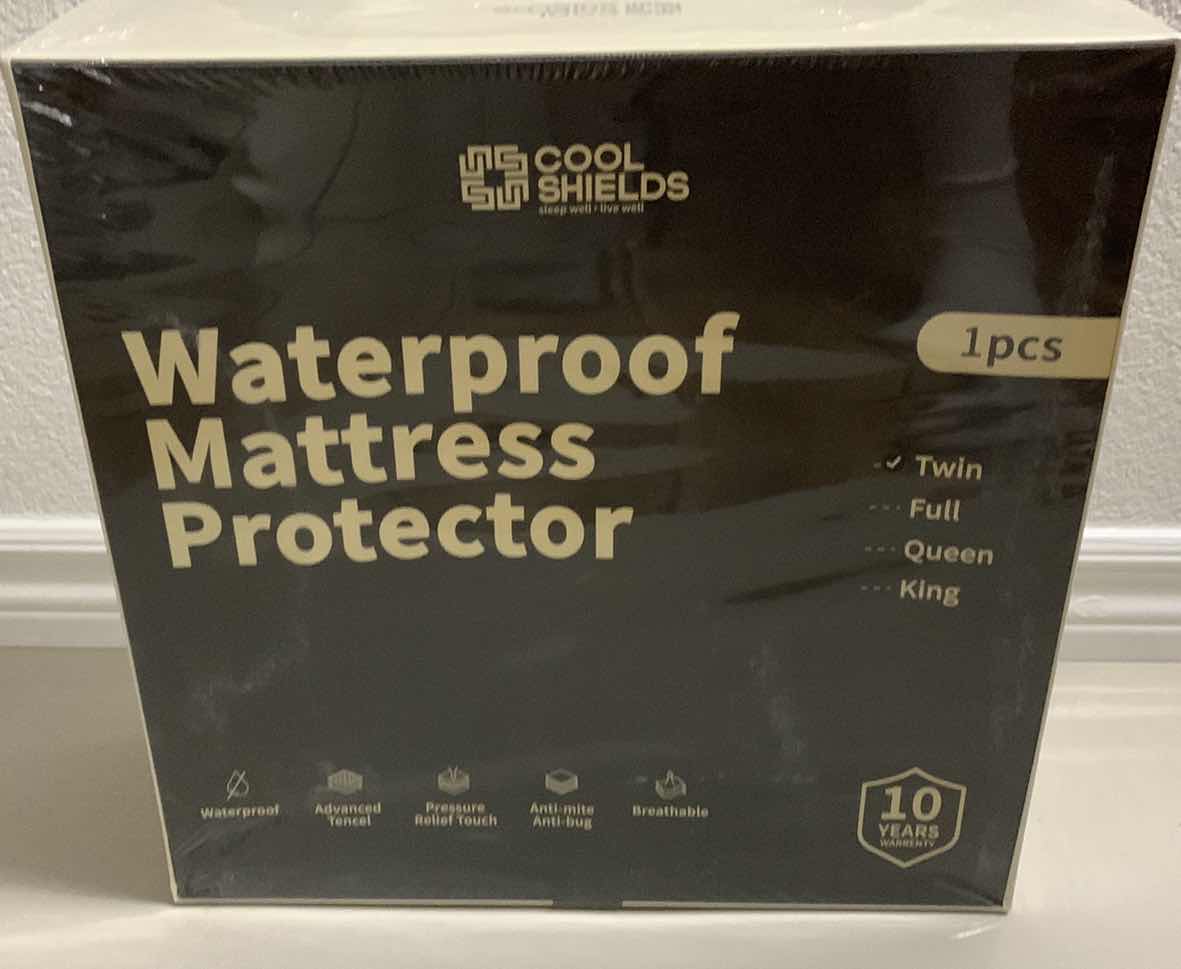 COOL
SHIELDS
sleep well • live well
Waterproof
Mattress
Protector
1pcs
Twin
Full
Queen
King
Waterproof
Advanced
Tencel
Pressure
Relief Touch
Anti-mite
Anti-bug
Breathable
10
YEARS
WARRENTY